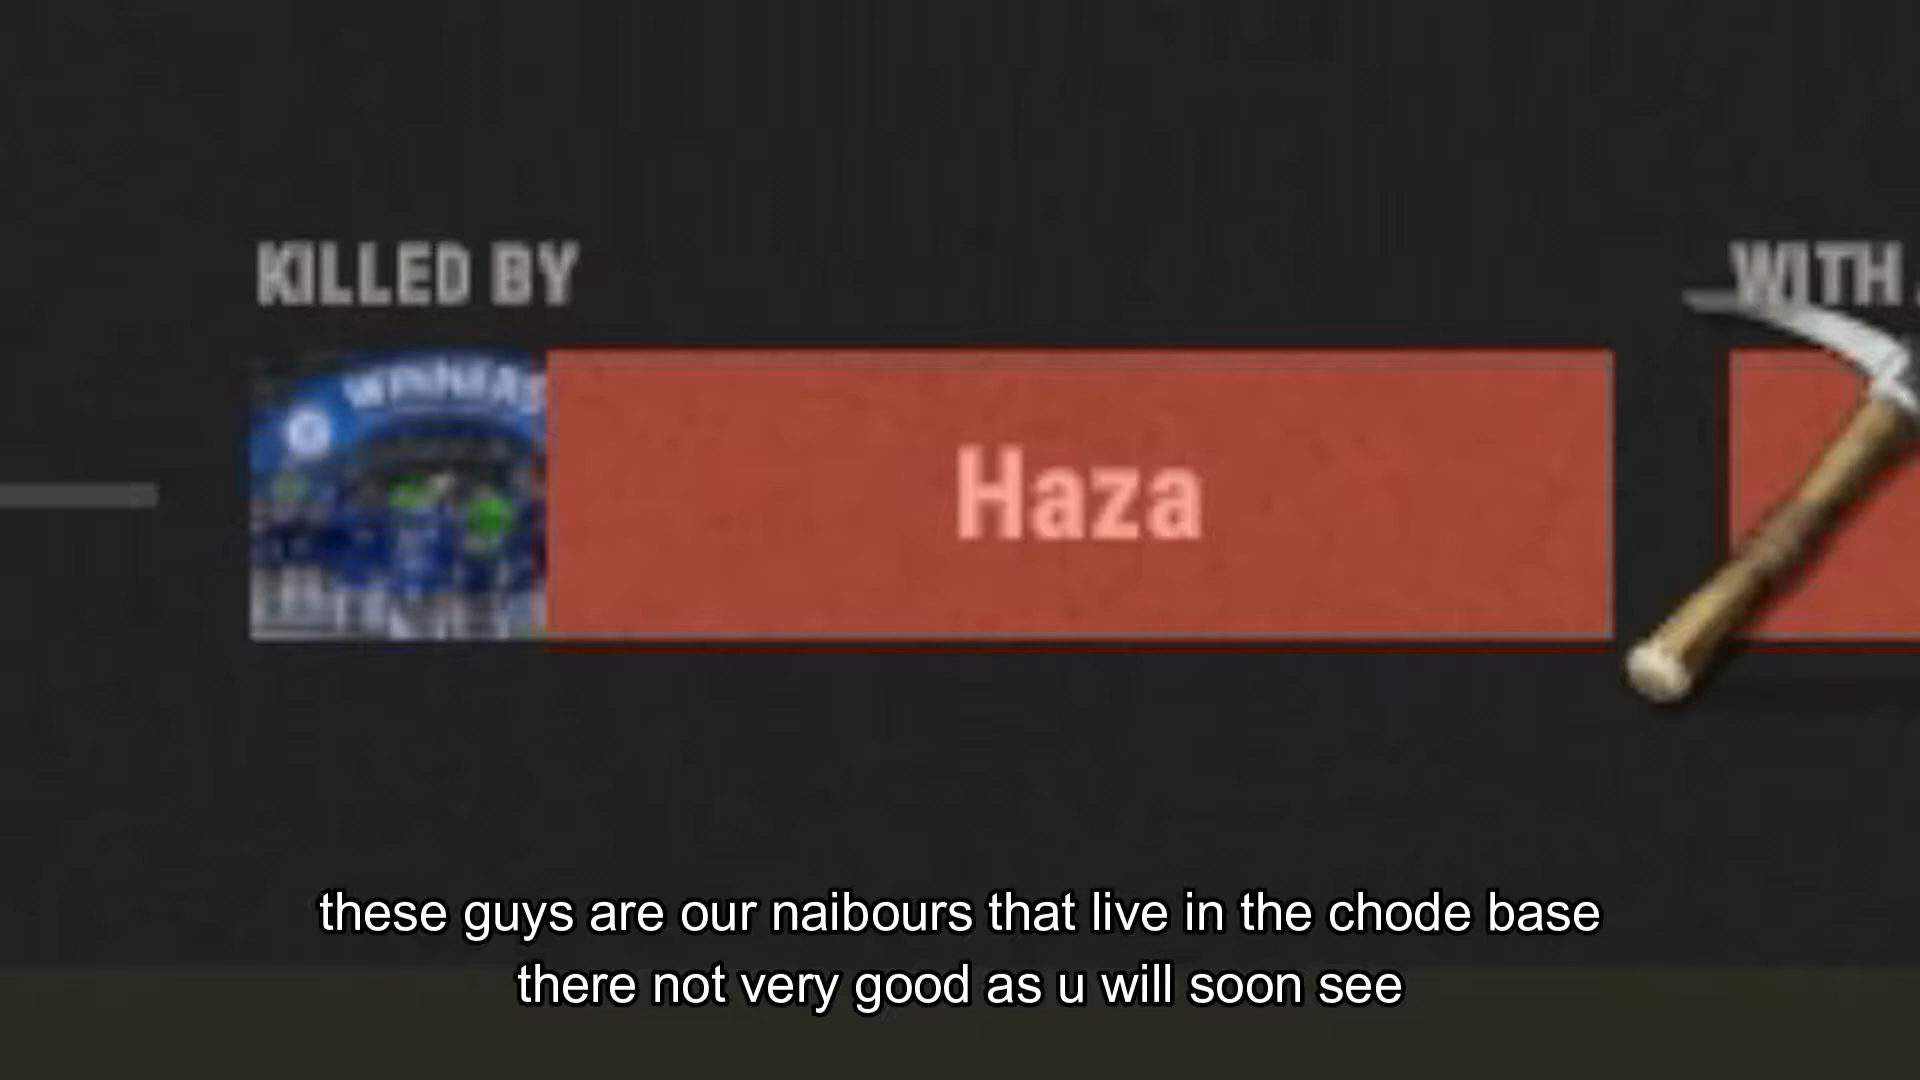 KILLED BY
WITH
WINNERS
Haza
these guys are our naibours that live in the chode base
there not very good as u will soon see